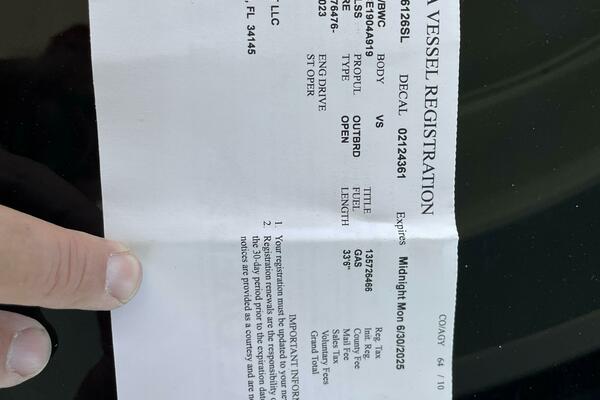 A VESSEL REGISTRATION
CO/AGY 64 / 10
6126SL DECAL 02124361 Expires Midnight Mon 6/30/2025
/BWC BODY VS TITLE 135726466 Reg. Tax
E1904A919 PROPUL OUTBRD FUEL GAS Init. Reg.
LSS TYPE OPEN LENGTH 33'6" County Fee
RE Mail Fee
76476- ENG DRIVE Sales Tax
023 ST OPER Voluntary Fees
Grand Total
IMPORTANT INFORM
1. Your registration must be updated to your ne
2. Registration renewals are the responsibility o
the 30-day period prior to the expiration date
notices are provided as a courtesy and are n
LLC
, FL 34145